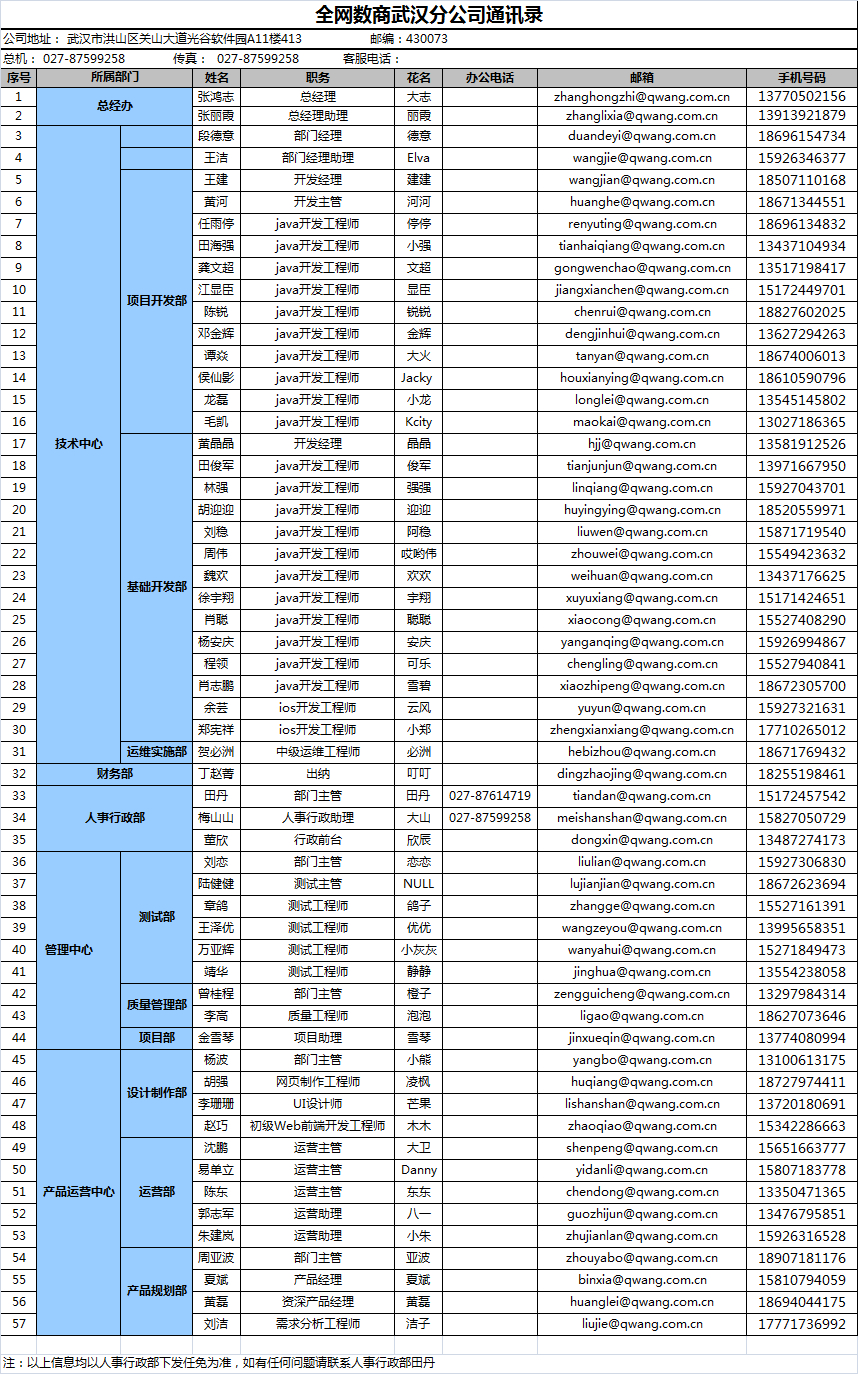 全网数商武汉分公司通讯录
公司地址： 武汉市洪山区关山大道光谷软件园A11楼413 邮编：430073
总机： 027-87599258 传真： 027-87599258 客服电话：
序号 所属部门 姓名 职务 花名 办公电话 邮箱 手机号码
1 总经办 张鸿志 总经理 大志 zhanghongzhi@qwang.com.cn 13770502156
2 张丽霞 总经理助理 丽霞 zhanglixia@qwang.com.cn 13913921879
3 技术中心 段德意 部门经理 德意 duandeyi@qwang.com.cn 18696154734
4 王洁 部门经理助理 Elva wangjie@qwang.com.cn 15926346377
5 项目开发部 王建 开发经理 建建 wangjian@qwang.com.cn 18507110168
6 黄河 开发主管 河河 huanghe@qwang.com.cn 18671344551
7 任雨停 java开发工程师 停停 renyuting@qwang.com.cn 18696134832
8 田海强 java开发工程师 小强 tianhaiqiang@qwang.com.cn 13437104934
9 龚文超 java开发工程师 文超 gongwenchao@qwang.com.cn 13517198417
10 江显臣 java开发工程师 显臣 jiangxianchen@qwang.com.cn 15172449701
11 陈锐 java开发工程师 锐锐 chenrui@qwang.com.cn 18827602025
12 邓金辉 java开发工程师 金辉 dengjinhui@qwang.com.cn 13627294263
13 谭焱 java开发工程师 大火 tanyan@qwang.com.cn 18674006013
14 侯仙影 java开发工程师 Jacky houxianying@qwang.com.cn 18610590796
15 龙磊 java开发工程师 小龙 longlei@qwang.com.cn 13545145802
16 毛凯 java开发工程师 Kcity maokai@qwang.com.cn 13027186365
17 基础开发部 黄晶晶 开发经理 晶晶 hjj@qwang.com.cn 13581912526
18 田俊军 java开发工程师 俊军 tianjunjun@qwang.com.cn 13971667950
19 林强 java开发工程师 强强 linqiang@qwang.com.cn 15927043701
20 胡迎迎 java开发工程师 迎迎 huyingying@qwang.com.cn 18520559971
21 刘稳 java开发工程师 阿稳 liuwen@qwang.com.cn 15871719540
22 周伟 java开发工程师 哎哟伟 zhouwei@qwang.com.cn 15549423632
23 魏欢 java开发工程师 欢欢 weihuan@qwang.com.cn 13437176625
24 徐宇翔 java开发工程师 宇翔 xuyuxiang@qwang.com.cn 15171424651
25 肖聪 java开发工程师 聪聪 xiaocong@qwang.com.cn 15527408290
26 杨安庆 java开发工程师 安庆 yanganqing@qwang.com.cn 15926994867
27 程领 java开发工程师 可乐 chengling@qwang.com.cn 15527940841
28 肖志鹏 java开发工程师 雪碧 xiaozhipeng@qwang.com.cn 18672305700
29 余芸 ios开发工程师 云风 yuyun@qwang.com.cn 15927321631
30 郑宪祥 ios开发工程师 小郑 zhengxianxiang@qwang.com.cn 17710265012
31 运维实施部 贺必洲 中级运维工程师 必洲 hebizhou@qwang.com.cn 18671769432
32 财务部 丁赵菁 出纳 叮叮 dingzhaojing@qwang.com.cn 18255198461
33 人事行政部 田丹 部门主管 田丹 027-87614719 tiandan@qwang.com.cn 15172457542
34 梅山山 人事行政助理 大山 027-87599258 meishanshan@qwang.com.cn 15827050729
35 董欣 行政前台 欣辰 dongxin@qwang.com.cn 13487274173
36 管理中心 测试部 刘恋 部门主管 恋恋 liulian@qwang.com.cn 15927306830
37 陆健健 测试主管 NULL lujianjian@qwang.com.cn 18672623694
38 章鸽 测试工程师 鸽子 zhangge@qwang.com.cn 15527161391
39 王泽优 测试工程师 优优 wangzeyou@qwang.com.cn 13995658351
40 万亚辉 测试工程师 小灰灰 wanyahui@qwang.com.cn 15271849473
41 靖华 测试工程师 静静 jinghua@qwang.com.cn 13554238058
42 质量管理部 曾桂程 部门主管 橙子 zengguicheng@qwang.com.cn 13297984314
43 李高 质量工程师 泡泡 ligao@qwang.com.cn 18627073646
44 项目部 金雪琴 项目助理 雪琴 jinxueqin@qwang.com.cn 13774080994
45 产品运营中心 设计制作部 杨波 部门主管 小熊 yangbo@qwang.com.cn 13100613175
46 胡强 网页制作工程师 凌枫 huqiang@qwang.com.cn 18727974411
47 李珊珊 UI设计师 芒果 lishanshan@qwang.com.cn 13720180691
48 赵巧 初级Web前端开发工程师 木木 zhaoqiao@qwang.com.cn 15342286663
49 运营部 沈鹏 运营主管 大卫 shenpeng@qwang.com.cn 15651663777
50 易单立 运营主管 Danny yidanli@qwang.com.cn 15807183778
51 陈东 运营主管 东东 chendong@qwang.com.cn 13350471365
52 郭志军 运营助理 八一 guozhijun@qwang.com.cn 13476795851
53 朱建岚 运营助理 小朱 zhujianlan@qwang.com.cn 15926316528
54 产品规划部 周亚波 部门主管 亚波 zhouyabo@qwang.com.cn 18907181176
55 夏斌 产品经理 夏斌 binxia@qwang.com.cn 15810794059
56 黄磊 资深产品经理 黄磊 huanglei@qwang.com.cn 18694044175
57 刘洁 需求分析工程师 洁子 liujie@qwang.com.cn 17771736992
注：以上信息均以人事行政部下发任免为准，如有任何问题请联系人事行政部田丹